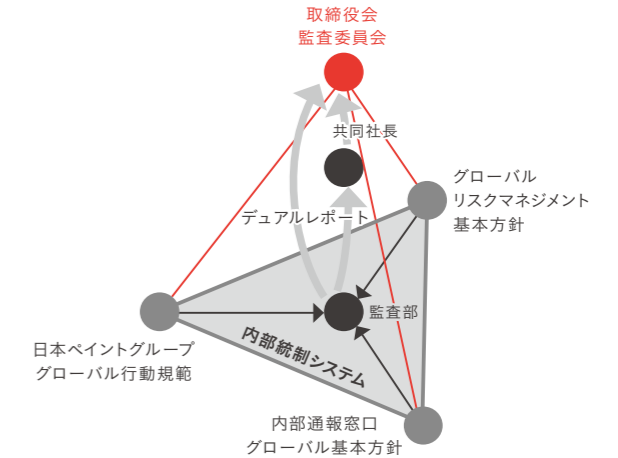 取締役会
監査委員会
共同社長
グローバル
リスクマネジメント
基本方針
デュアルレポート
監査部
内部統制システム
日本ペイントグループ
グローバル行動規範
内部通報窓口
グローバル基本方針